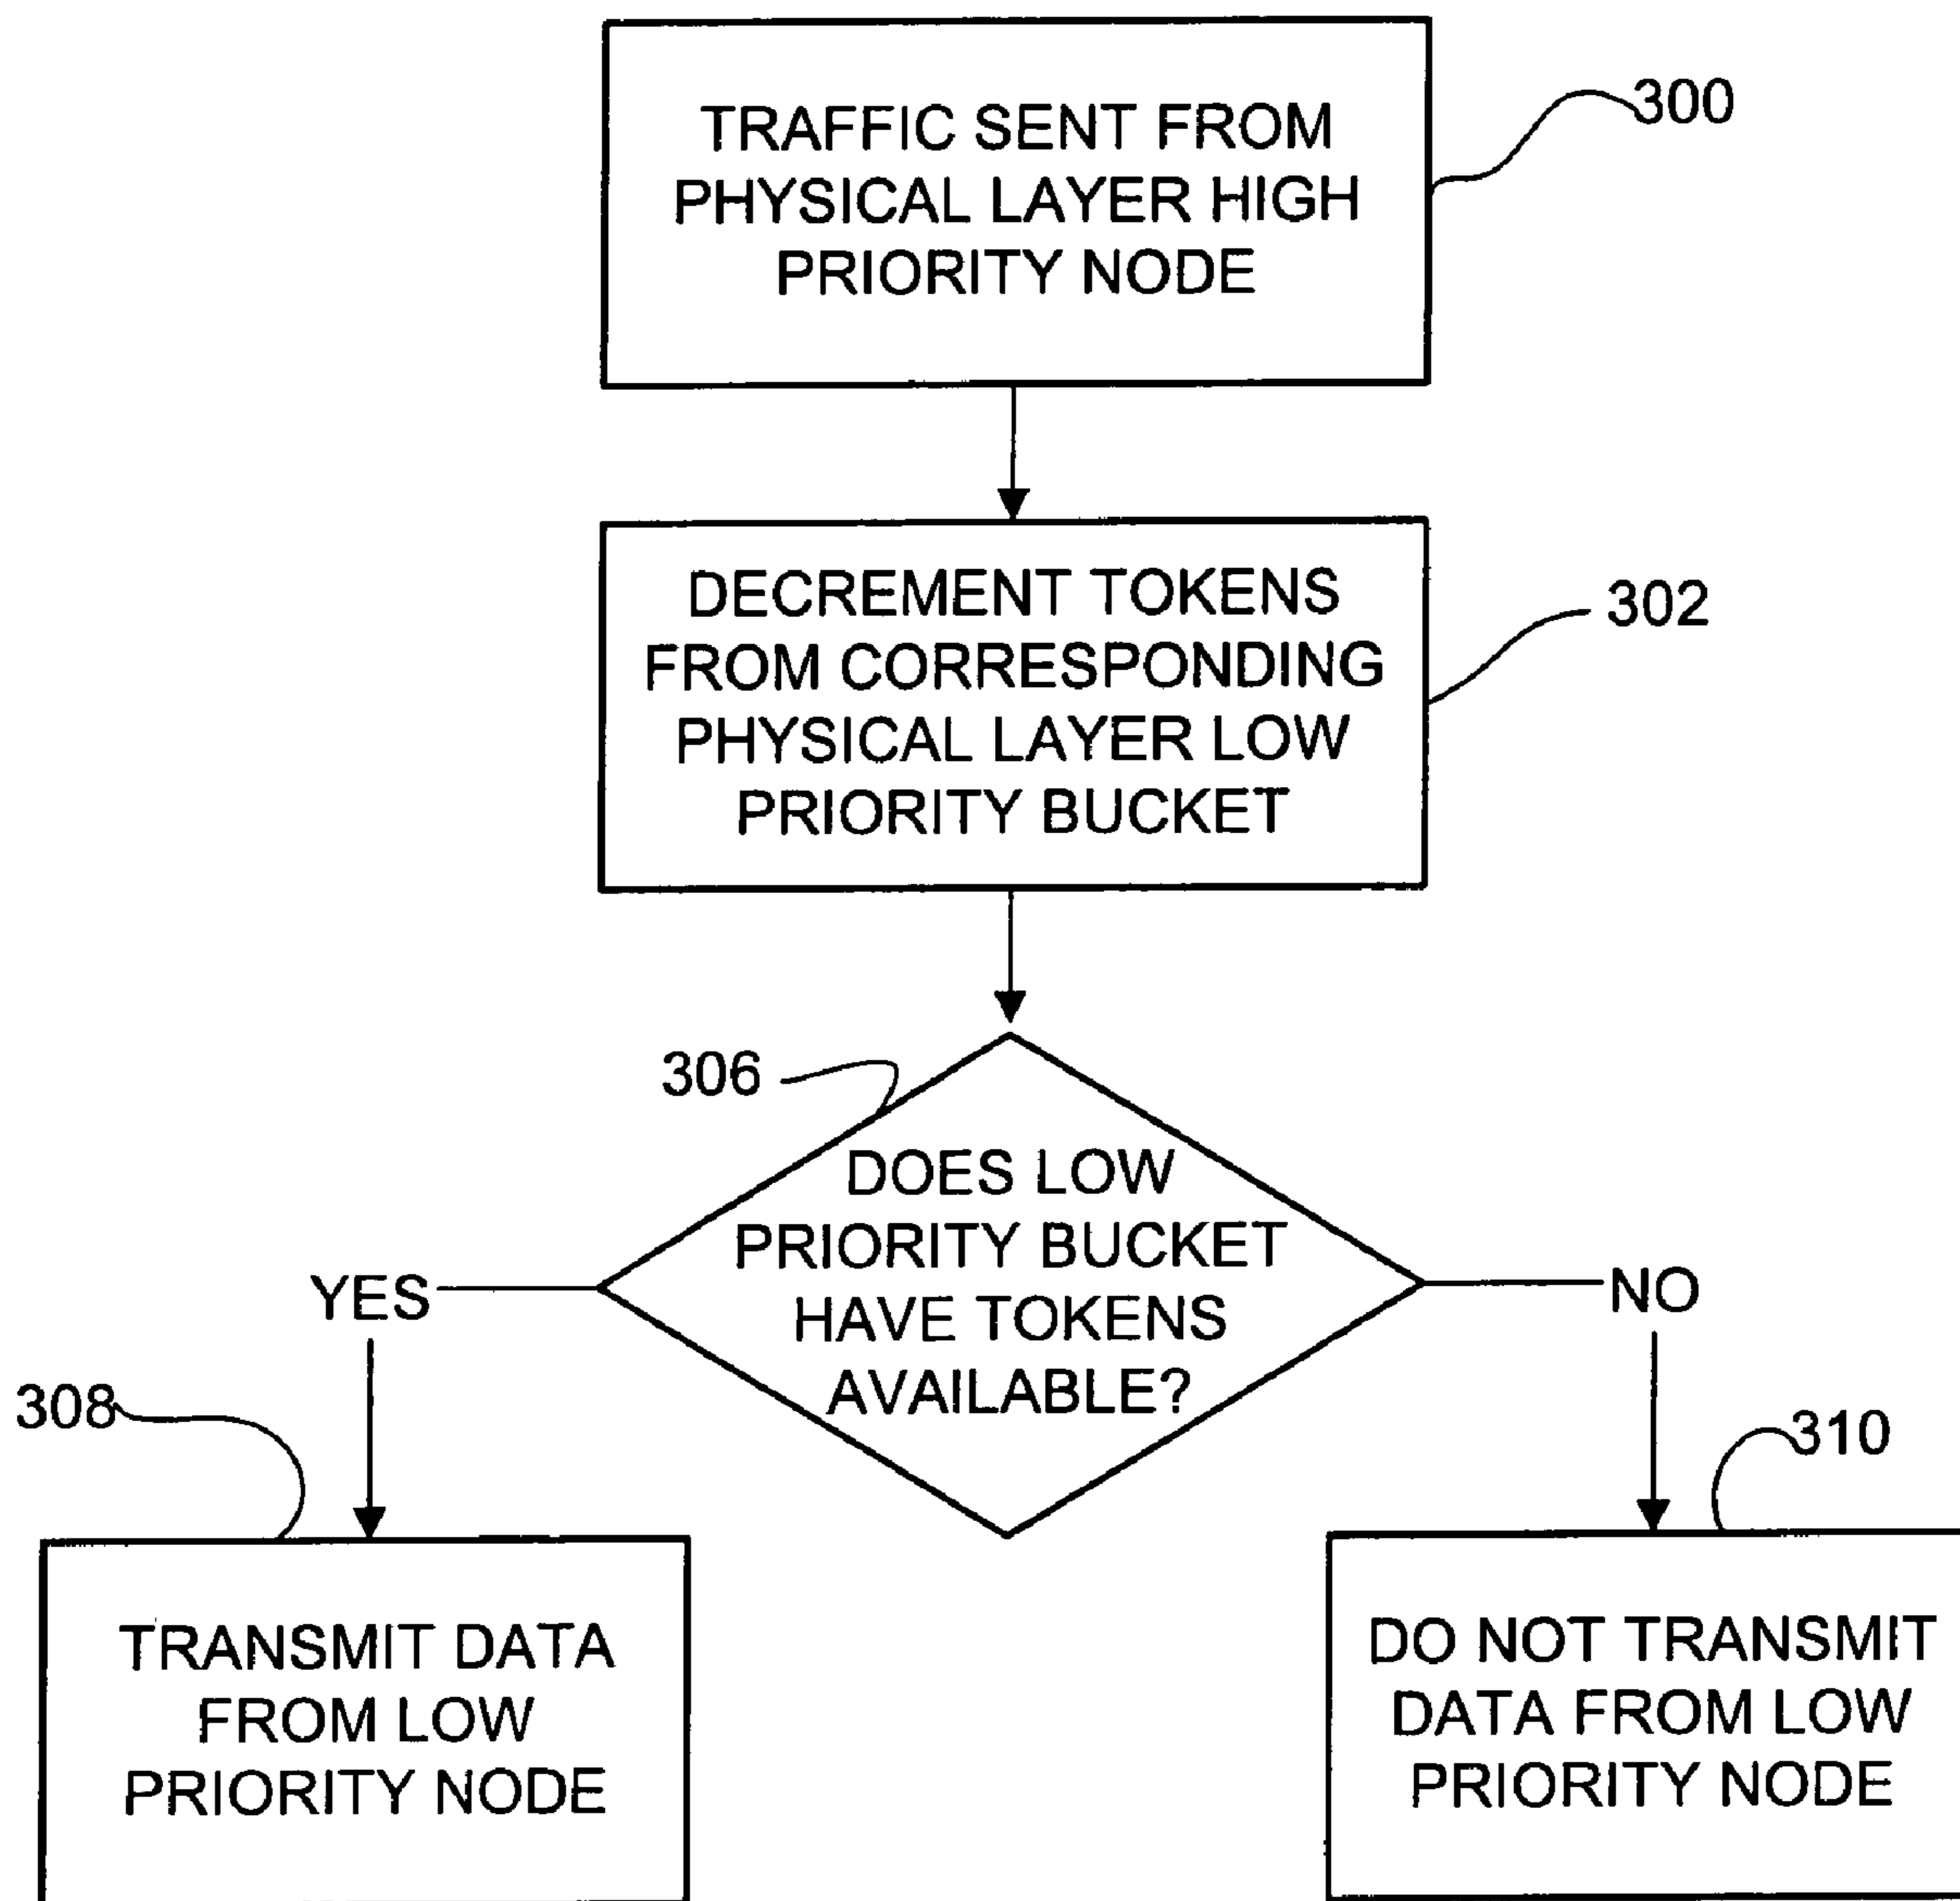 TRAFFIC SENT FROM
PHYSICAL LAYER HIGH
PRIORITY NODE
300
DECREMENT TOKENS
FROM CORRESPONDING
PHYSICAL LAYER LOW
PRIORITY BUCKET
302
306
DOES LOW
PRIORITY BUCKET
HAVE TOKENS
AVAILABLE?
YES
NO
308
310
TRANSMIT DATA
FROM LOW
PRIORITY NODE
DO NOT TRANSMIT
DATA FROM LOW
PRIORITY NODE